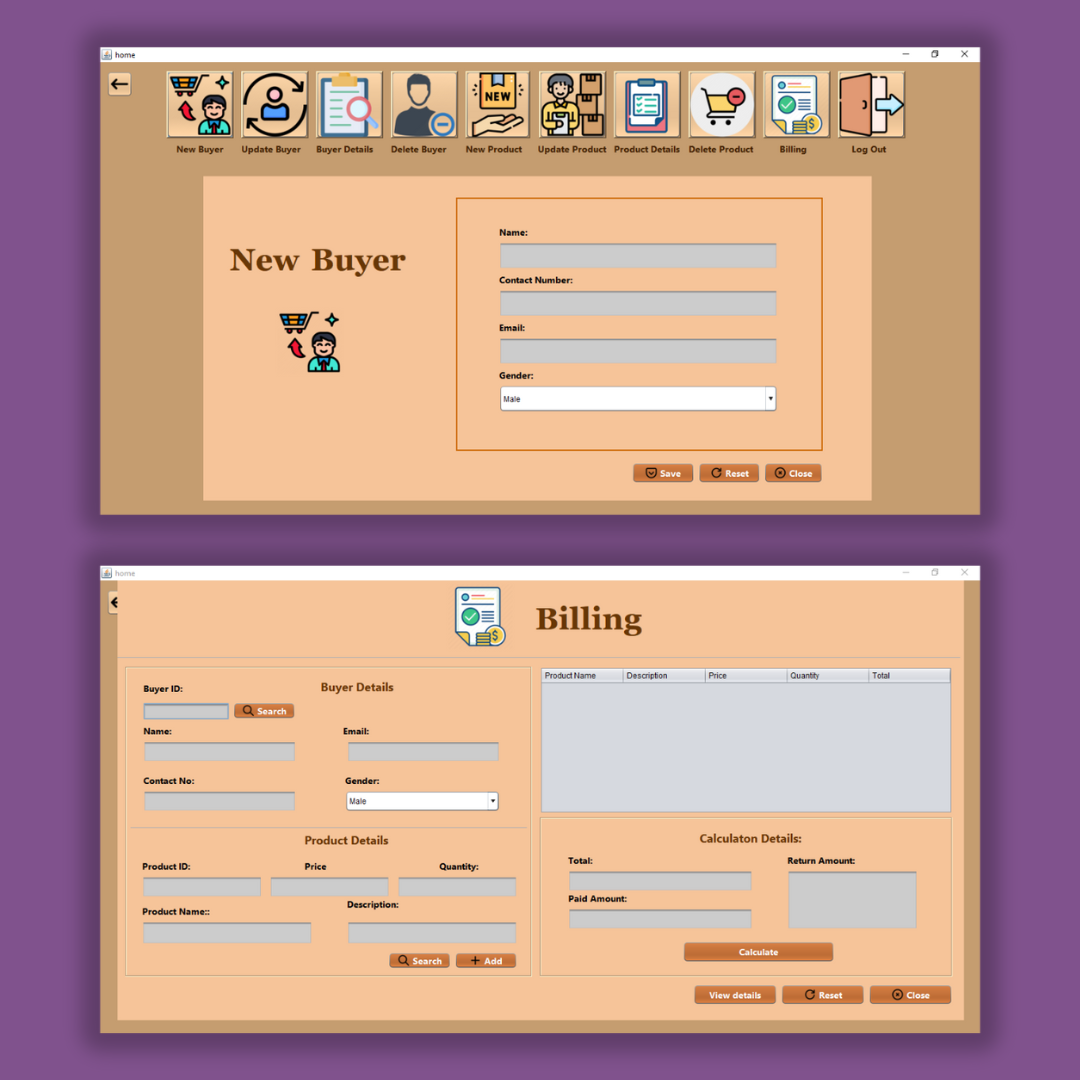 home
NEW
New Buyer Update Buyer Buyer Details Delete Buyer New Product Update Product Product Details Delete Product Billing Log Out
New Buyer
Name:
Contact Number:
Email:
Gender:
Male
Save Reset Close
home
$
Billing
Buyer Details
Buyer ID:
Search
Name: Email:
Contact No: Gender:
Male
Product Details
Product ID: Price Quantity:
Product Name:: Description:
Search Add
Product Name Description Price Quantity Total
Calculaton Details:
Total: Return Amount:
Paid Amount:
Calculate
View details Reset Close